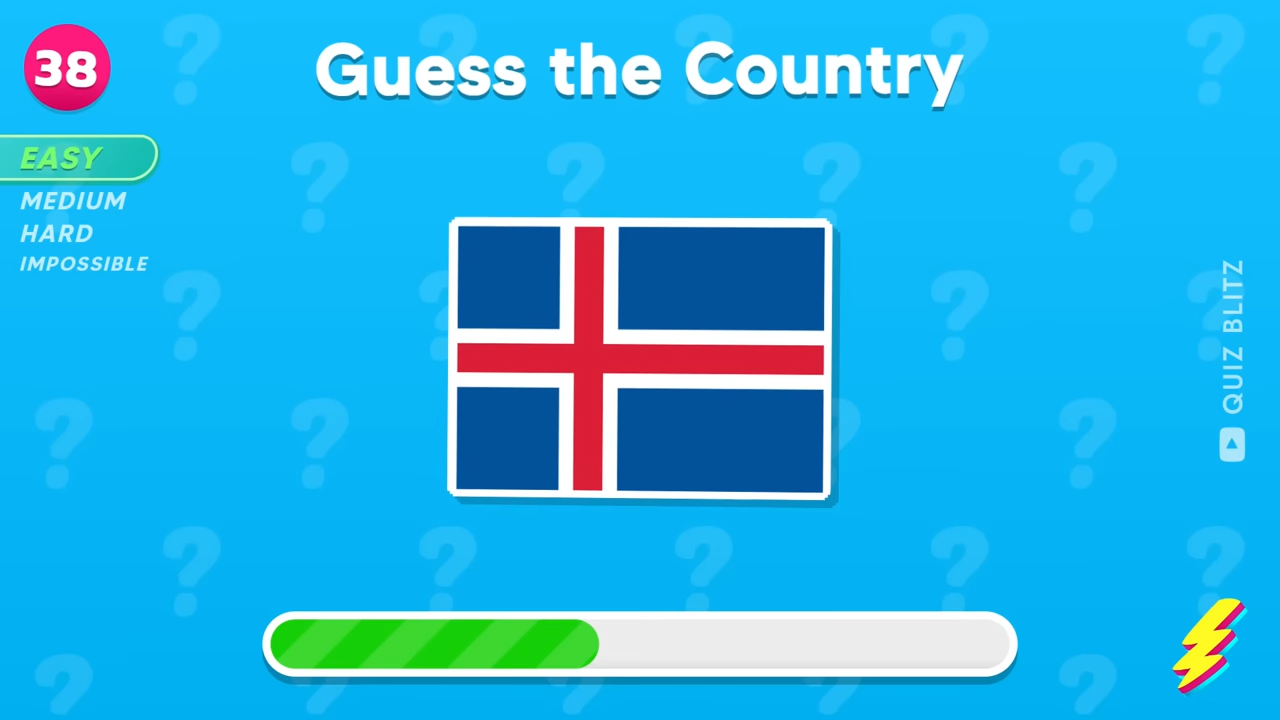 38
Guess the Country
EASY
MEDIUM
HARD
IMPOSSIBLE
QUIZ BLITZ